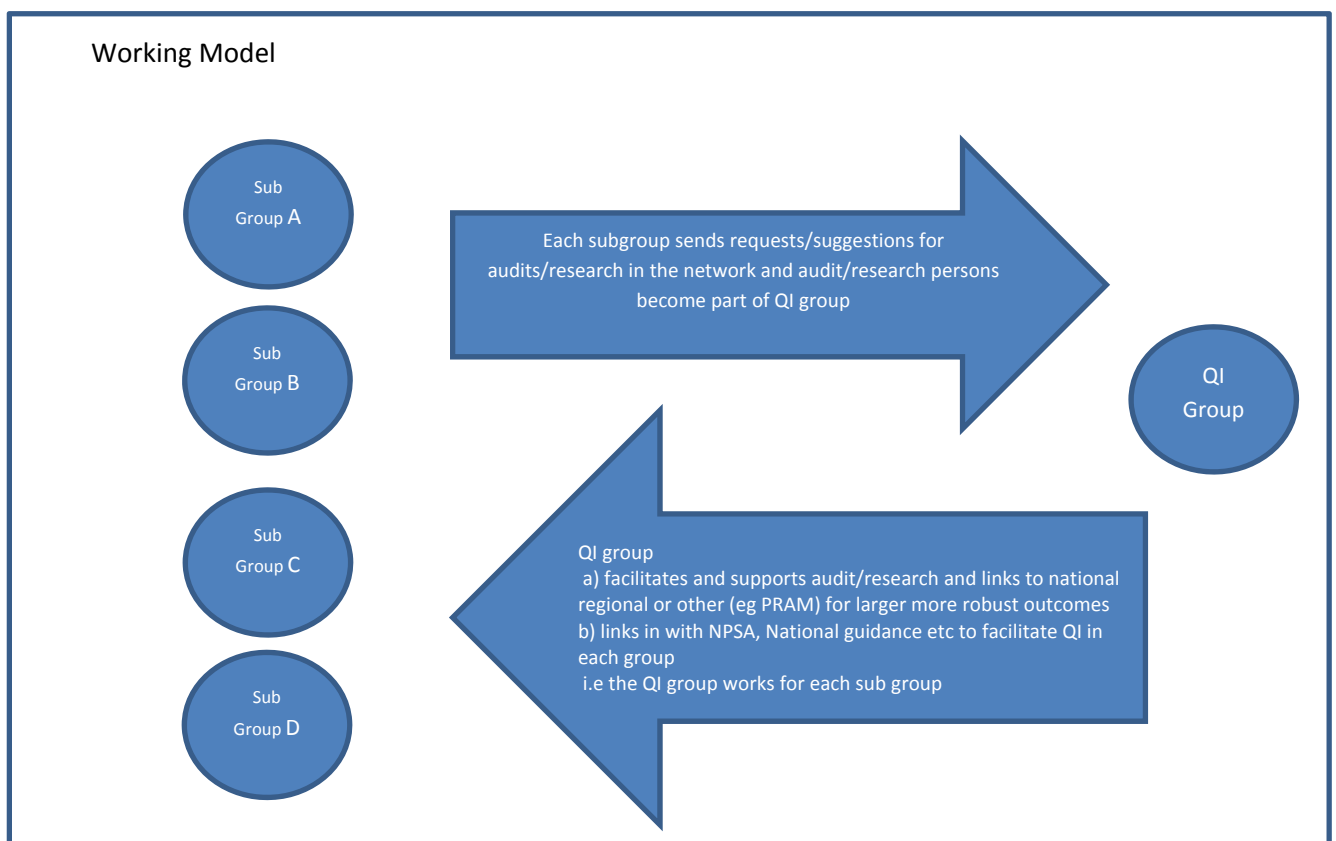 Working Model
Sub
Group A
Each subgroup sends requests/suggestions for
audits/research in the network and audit/research persons
become part of QI group
Sub
Group B
QI
Group
Sub
Group C
QI group
a) facilitates and supports audit/research and links to national
regional or other (eg PRAM) for larger more robust outcomes
b) links in with NPSA, National guidance etc to facilitate QI in
each group
i.e the QI group works for each sub group
Sub
Group D